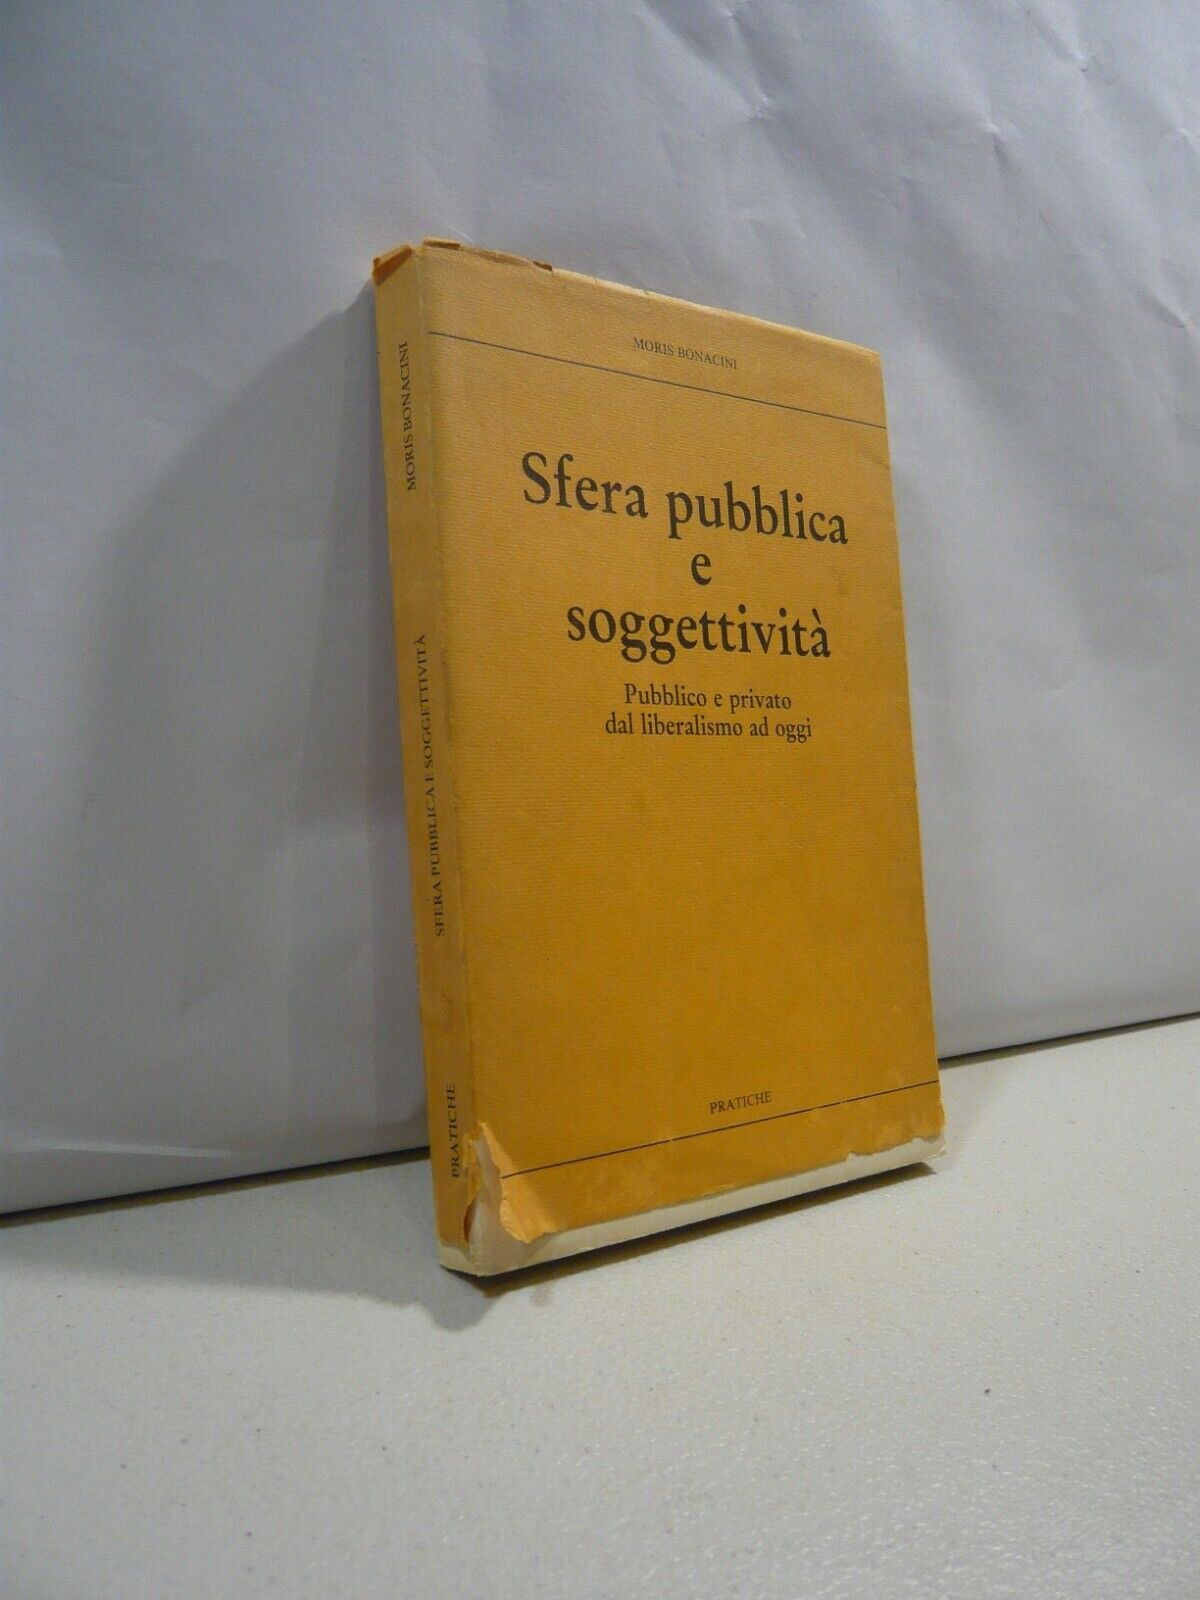 MORIS BONACINI
Sfera pubblica
e
soggettività
Pubblico e privato
dal liberalismo ad oggi
PRATICHE
MORIS BONACINI
SFERA PUBBLICA E SOGGETTIVITÀ
PRATICHE